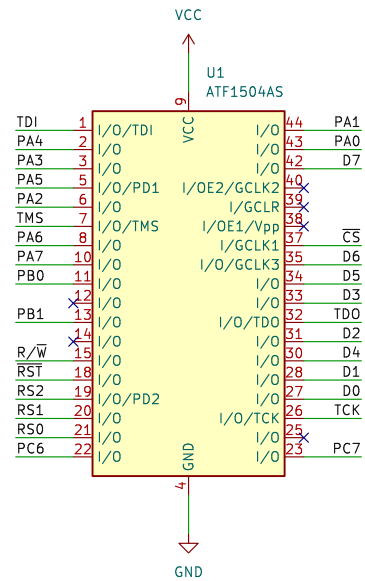 VCC
U1
ATF1504AS
9
VCC
TDI 1 I/O/TDI I/O 44 PA1
PA4 2 I/O I/O 43 PA0
PA3 3 I/O I/O 42 D7
PA5 5 I/O/PD1 I/OE2/GCLK2 40
PA2 6 I/O I/GCLR 39
TMS 7 I/O/TMS I/OE1/Vpp 38
PA6 8 I/O I/GCLK1 37 C̅S̅
PA7 10 I/O I/O/GCLK3 35 D6
PB0 11 I/O I/O 34 D5
12 I/O I/O 33 D3
PB1 13 I/O I/O/TDO 32 TDO
14 I/O I/O 31 D2
R/W̅ 15 I/O I/O 30 D4
R̅S̅T̅ 18 I/O I/O 28 D1
RS2 19 I/O/PD2 I/O 27 D0
RS1 20 I/O I/O/TCK 26 TCK
RS0 21 I/O I/O 25
PC6 22 I/O I/O 23 PC7
GND
4
GND